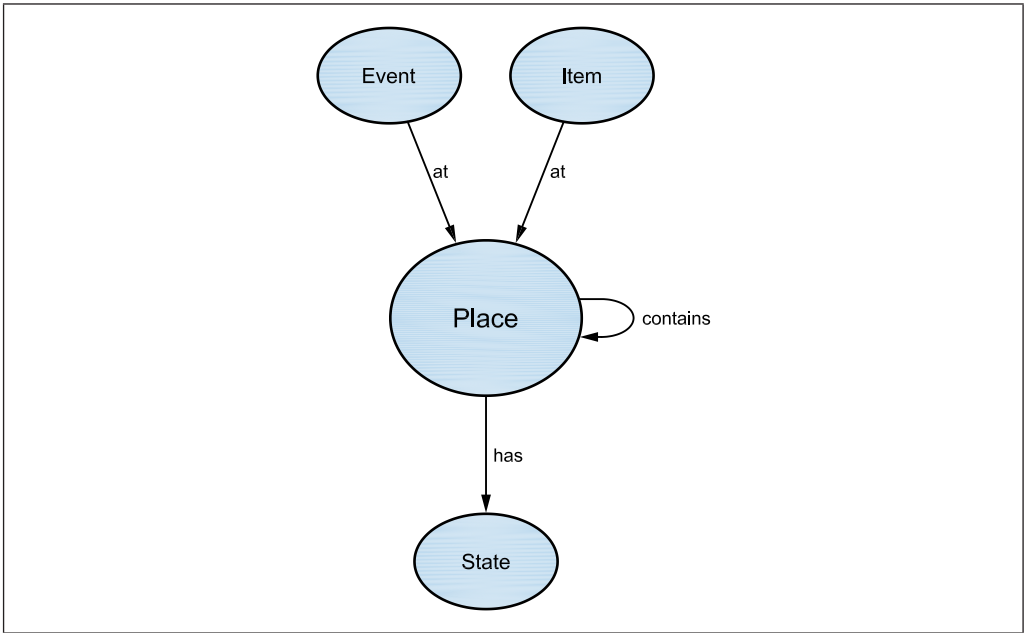 Event
Item
at
at
Place
contains
has
State